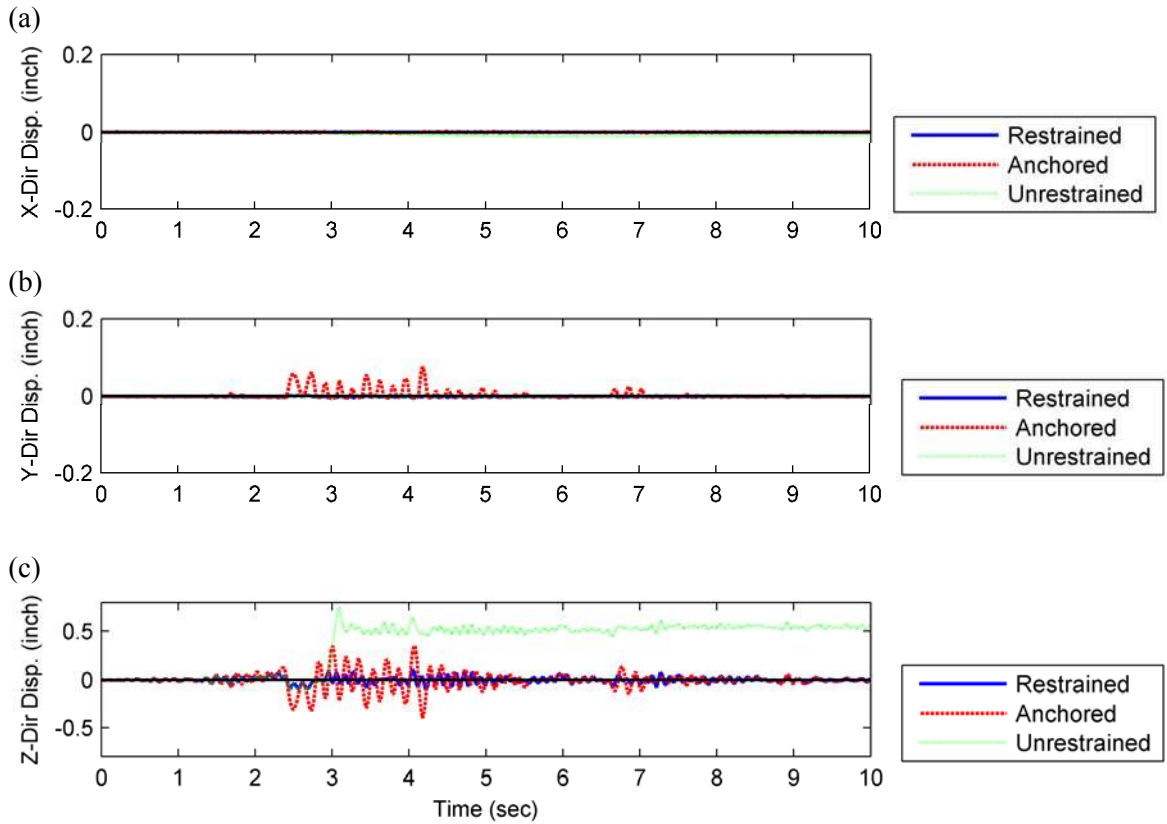 (a)
X-Dir Disp. (inch)
0.2
0
-0.2
0 1 2 3 4 5 6 7 8 9 10
Restrained
Anchored
Unrestrained
(b)
Y-Dir Disp. (inch)
0.2
0
-0.2
0 1 2 3 4 5 6 7 8 9 10
Restrained
Anchored
Unrestrained
(c)
Z-Dir Disp. (inch)
0.5
0
-0.5
0 1 2 3 4 5 6 7 8 9 10
Time (sec)
Restrained
Anchored
Unrestrained